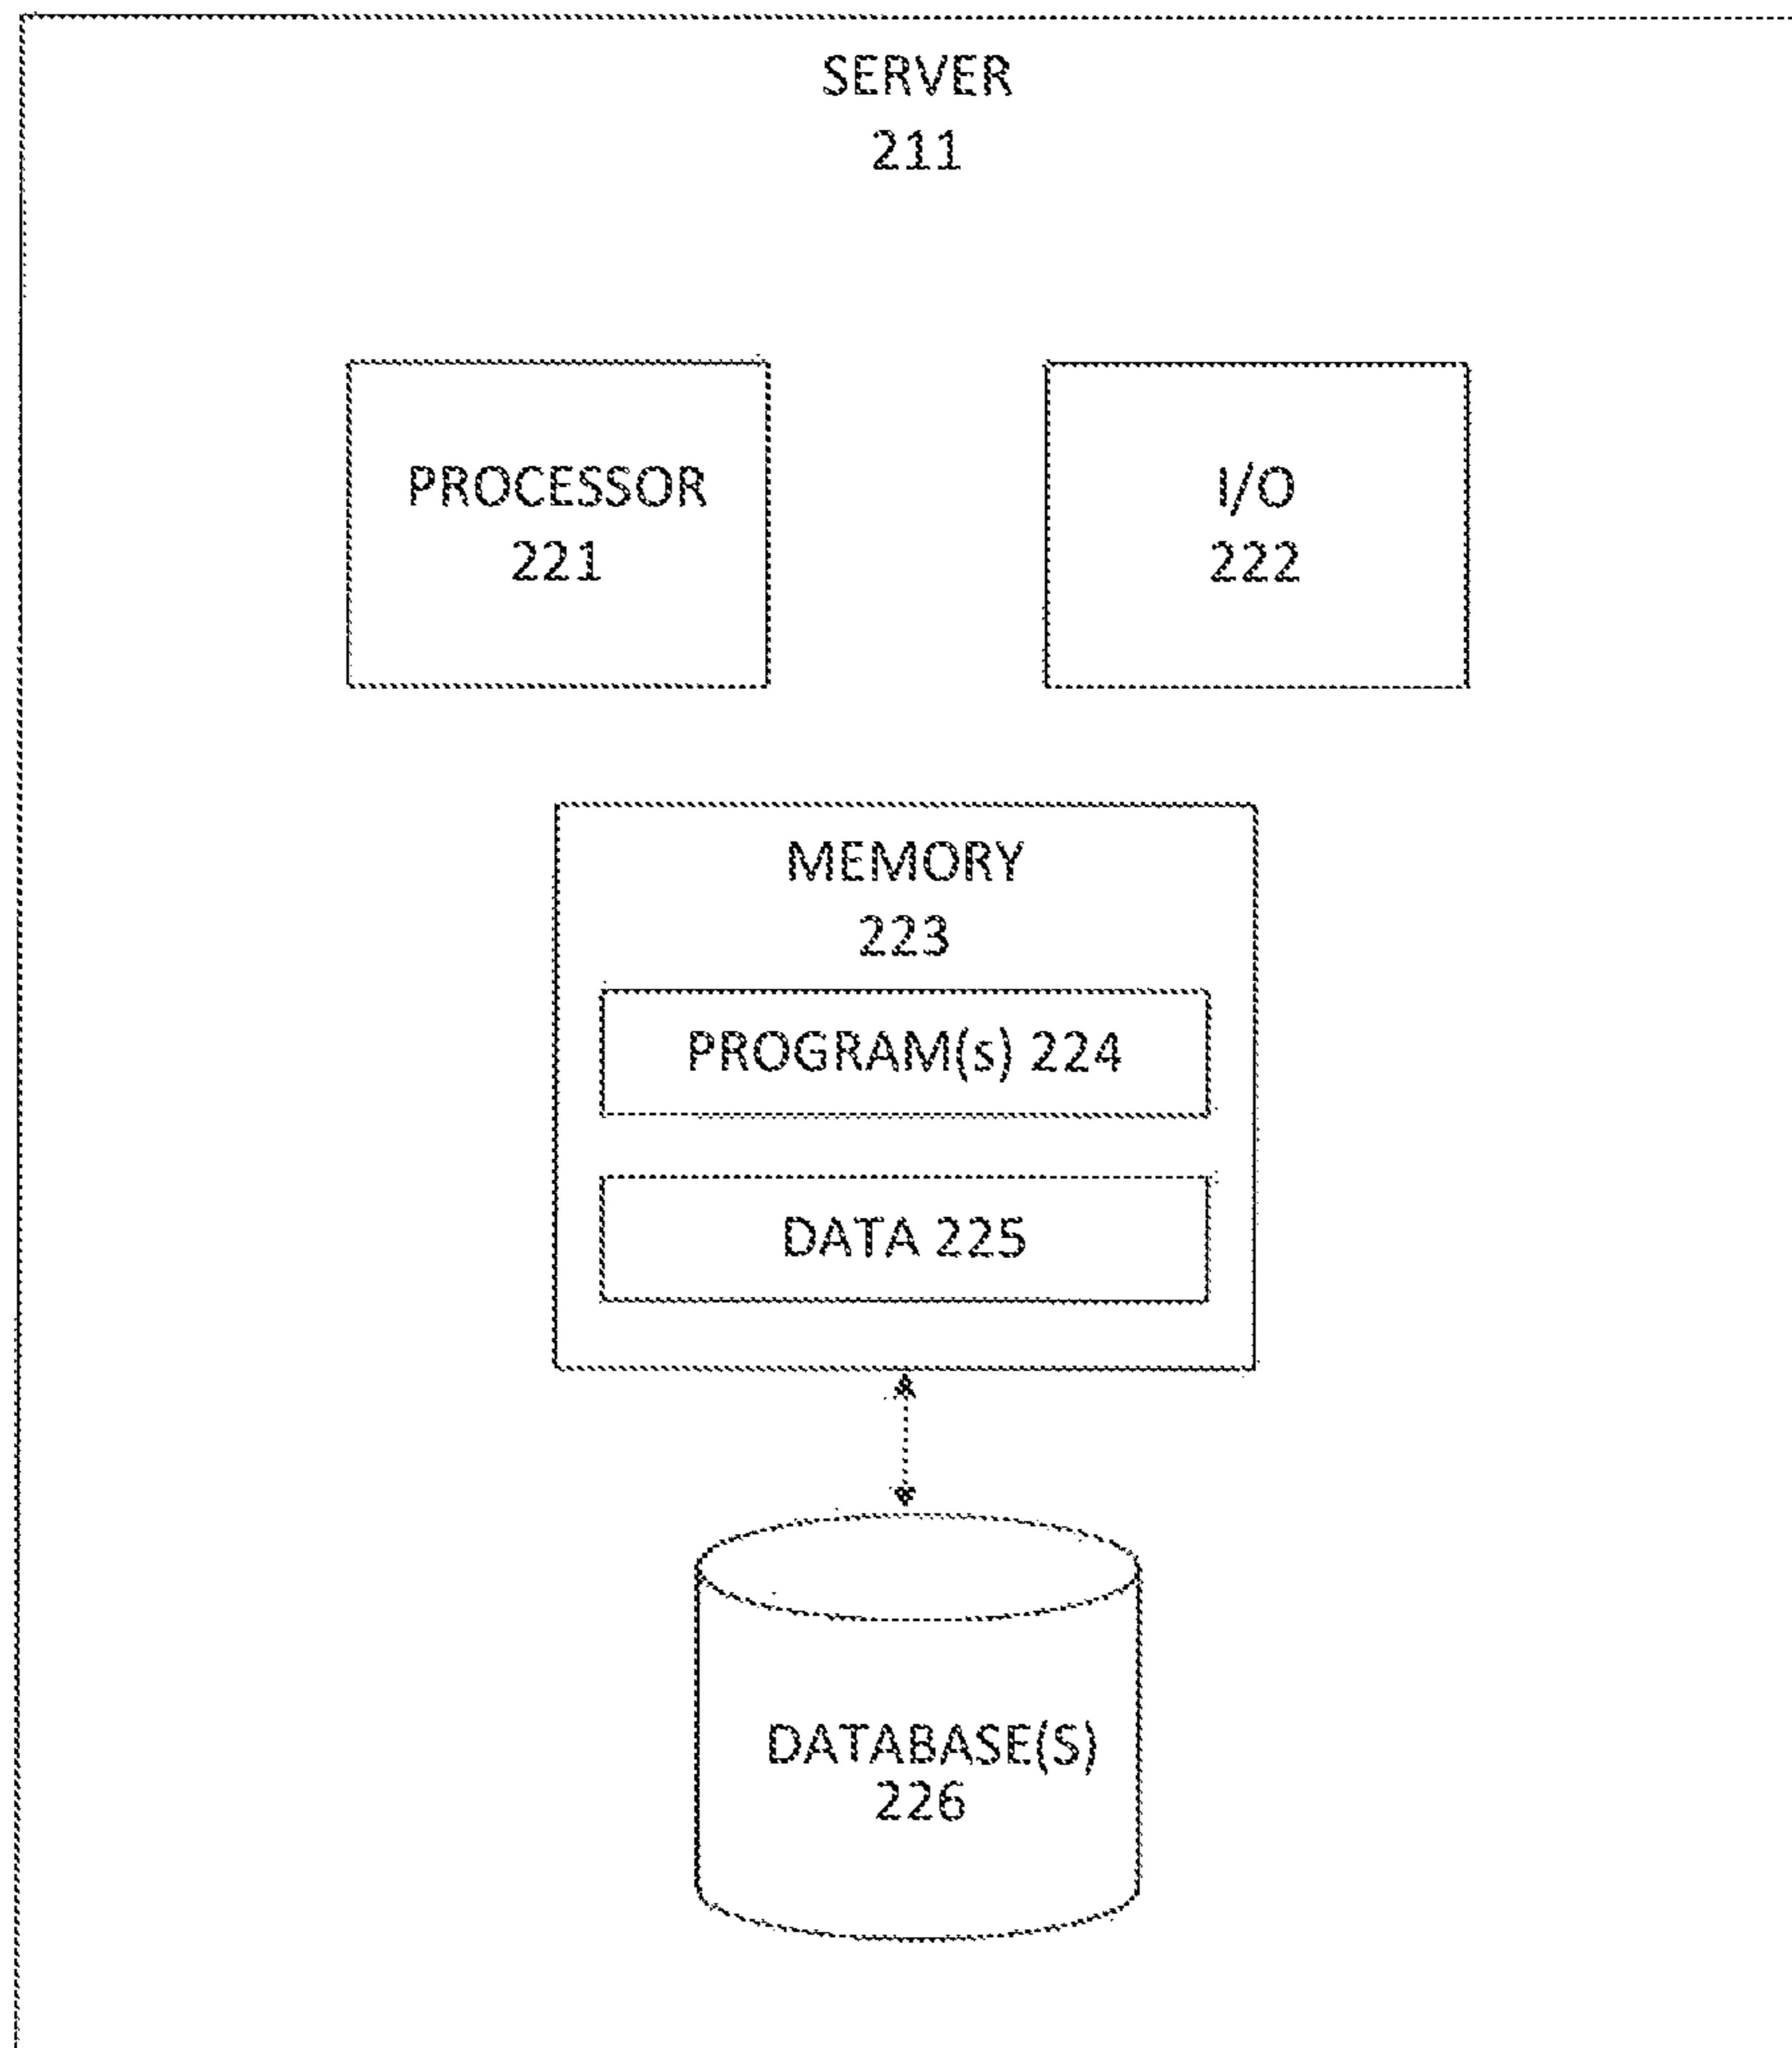 SERVER
211
PROCESSOR
221
I/O
222
MEMORY
223
PROGRAM(s) 224
DATA 225
DATABASE(S)
226